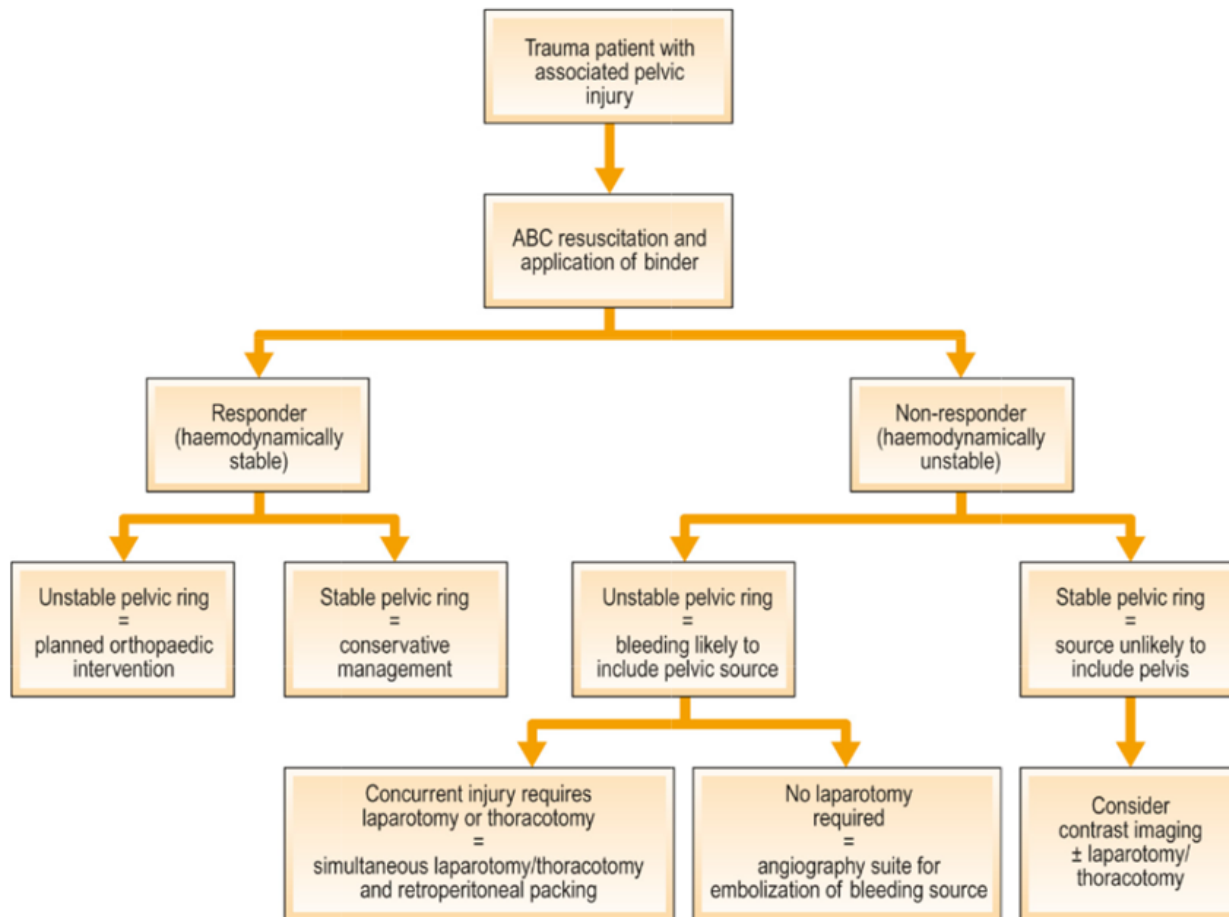 Trauma patient with
associated pelvic
injury
ABC resuscitation and
application of binder
Responder
(haemodynamically
stable)
Non-responder
(haemodynamically
unstable)
Unstable pelvic ring
=
planned orthopaedic
intervention
Stable pelvic ring
=
conservative
management
Unstable pelvic ring
=
bleeding likely to
include pelvic source
Stable pelvic ring
=
source unlikely to
include pelvis
Concurrent injury requires
laparotomy or thoracotomy
=
simultaneous laparotomy/thoracotomy
and retroperitoneal packing
No laparotomy
required
=
angiography suite for
embolization of bleeding source
Consider
contrast imaging
± laparotomy/
thoracotomy